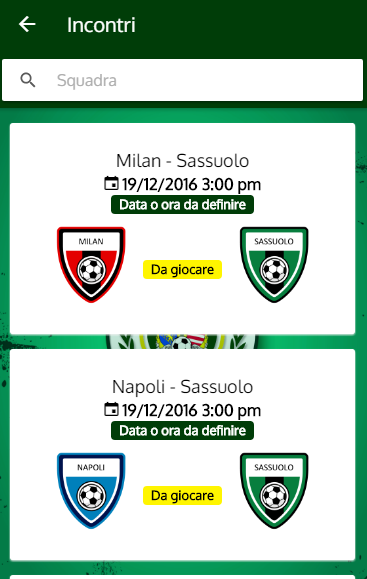 Incontri
Squadra
Milan - Sassuolo
19/12/2016 3:00 pm
Data o ora da definire
MILAN
SASSUOLO
Da giocare
Napoli - Sassuolo
19/12/2016 3:00 pm
Data o ora da definire
NAPOLI
SASSUOLO
Da giocare